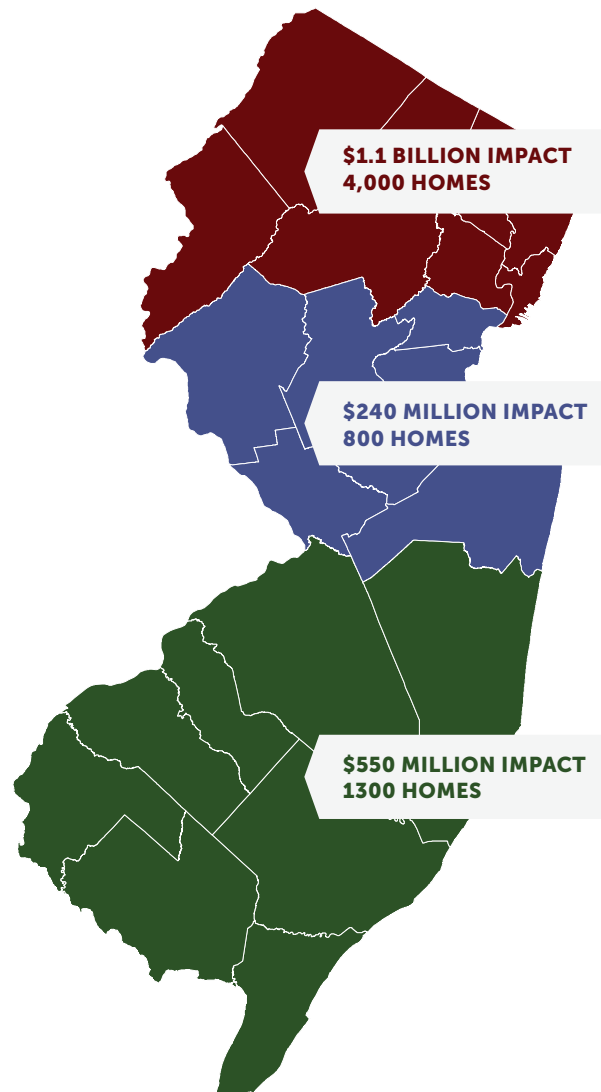 $1.1 BILLION IMPACT
4,000 HOMES
$240 MILLION IMPACT
800 HOMES
$550 MILLION IMPACT
1300 HOMES